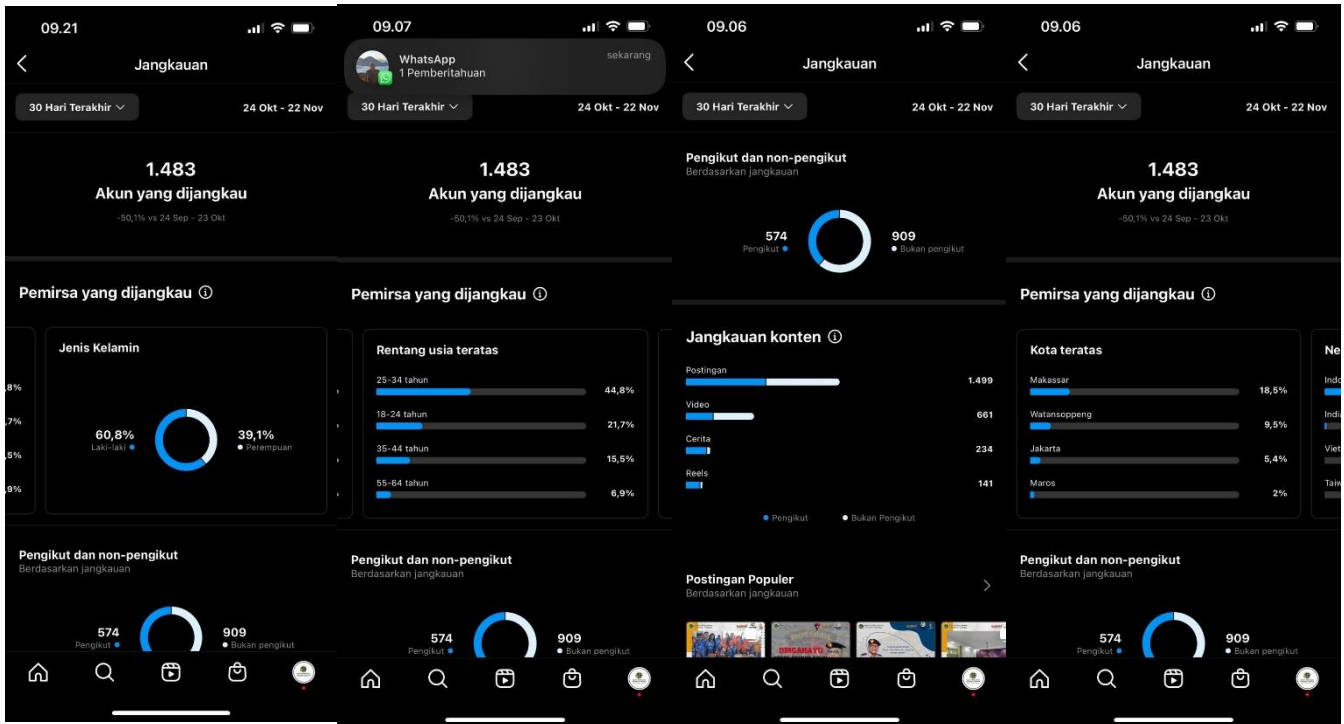 09.21
Jangkauan
30 Hari Terakhir
24 Okt - 22 Nov
1.483
Akun yang dijangkau
-50,1% vs 24 Sep - 23 Okt
Pemirsa yang dijangkau
,8%
,7%
,5%
,9%
Jenis Kelamin
60,8%
Laki-laki
39,1%
Perempuan
Pengikut dan non-pengikut
Berdasarkan jangkauan
574
Pengikut
909
Bukan pengikut
09.07
WhatsApp
1 Pemberitahuan
sekarang
30 Hari Terakhir
24 Okt - 22 Nov
1.483
Akun yang dijangkau
-50,1% vs 24 Sep - 23 Okt
Pemirsa yang dijangkau
Rentang usia teratas
25-34 tahun
44,8%
18-24 tahun
21,7%
35-44 tahun
15,5%
55-64 tahun
6,9%
Pengikut dan non-pengikut
Berdasarkan jangkauan
574
Pengikut
909
Bukan pengikut
09.06
Jangkauan
30 Hari Terakhir
24 Okt - 22 Nov
Pengikut dan non-pengikut
Berdasarkan jangkauan
574
Pengikut
909
Bukan pengikut
Jangkauan konten
Postingan
1.499
Video
661
Cerita
234
Reels
141
Pengikut
Bukan Pengikut
Postingan Populer
Berdasarkan jangkauan
DIRGAHAYU
09.06
Jangkauan
30 Hari Terakhir
24 Okt - 22 Nov
1.483
Akun yang dijangkau
-50,1% vs 24 Sep - 23 Okt
Pemirsa yang dijangkau
Kota teratas
Makassar
18,5%
Watansoppeng
9,5%
Jakarta
5,4%
Maros
2%
Ne
Indo
India
Viet
Taiw
Pengikut dan non-pengikut
Berdasarkan jangkauan
574
Pengikut
909
Bukan pengikut